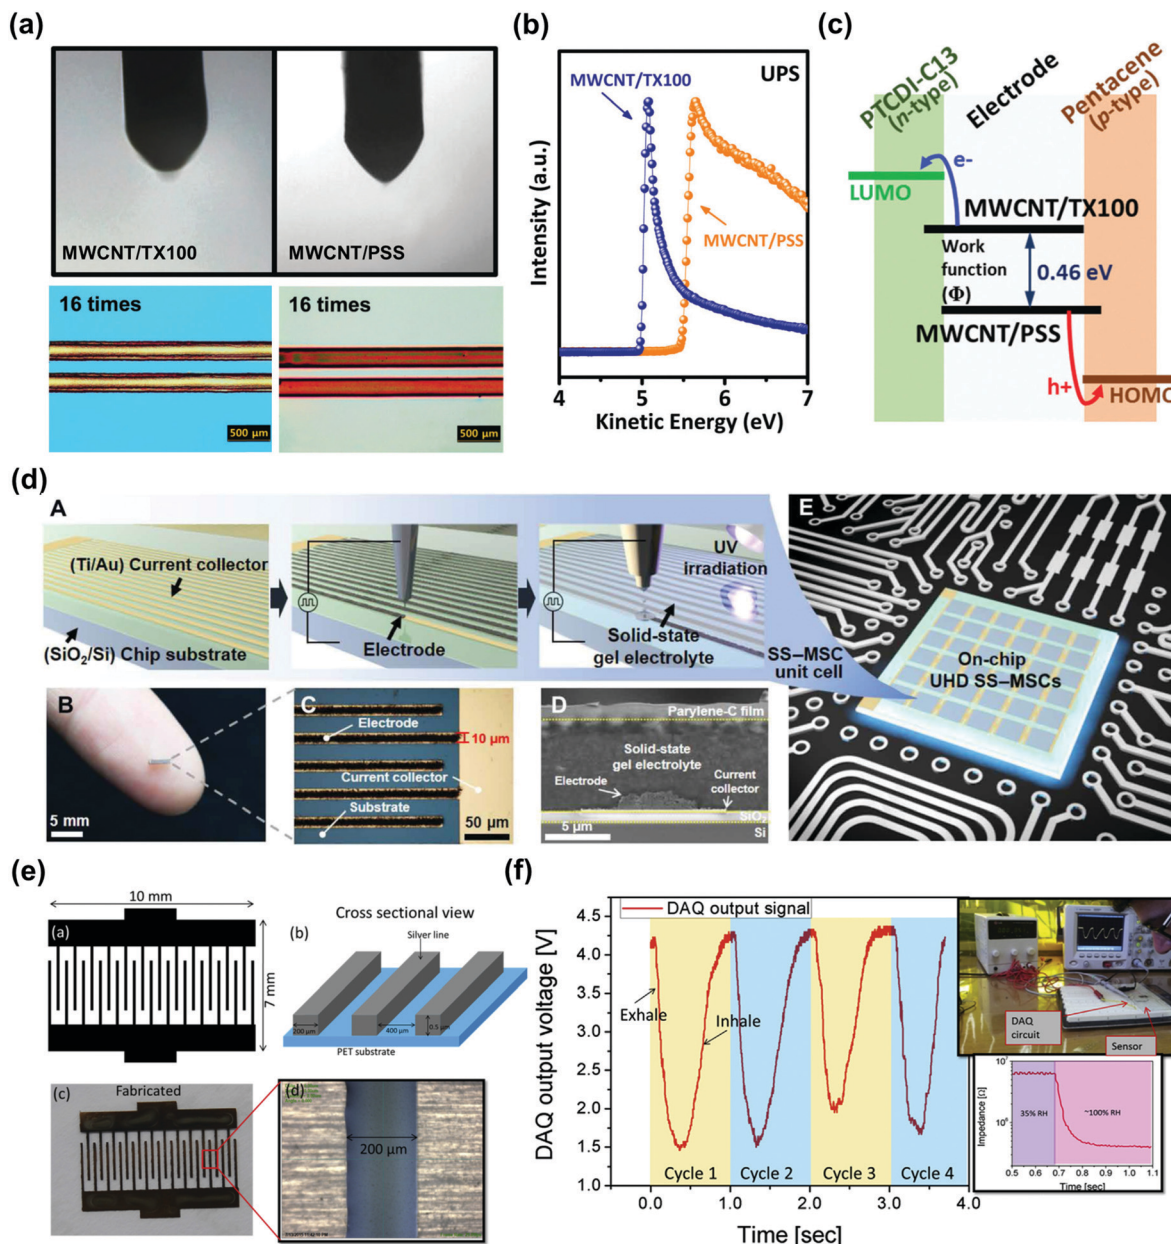 (a)
MWCNT/TX100
MWCNT/PSS
16 times
500 µm
16 times
500 µm
(b)
UPS
MWCNT/TX100
MWCNT/PSS
Intensity (a.u.)
4 5 6 7
Kinetic Energy (eV)
(c)
PTCDI-C13
(n-type)
Electrode
Pentacene
(p-type)
e-
LUMO
MWCNT/TX100
Work
function
(Φ)
0.46 eV
MWCNT/PSS
h+
HOMO
(d)
A
(Ti/Au) Current collector
(SiO2/Si) Chip substrate
Electrode
UV
irradiation
Solid-state
gel electrolyte
SS–MSC
unit cell
E
On-chip
UHD SS–MSCs
B
5 mm
C
Electrode
10 µm
Current collector
Substrate
50 µm
D
Parylene-C film
Solid-state
gel electrolyte
Electrode
Current
collector
SiO2
Si
5 µm
(e)
10 mm
(a)
7 mm
Cross sectional view
(b)
Silver line
200 µm
400 µm
0.5 µm
PET substrate
(c)
Fabricated
(d)
200 µm
(f)
DAQ output signal
DAQ output voltage [V]
4.5
4.0
3.5
3.0
2.5
2.0
1.5
1.0
Exhale
Inhale
Cycle 1
Cycle 2
Cycle 3
Cycle 4
0.0 1.0 2.0 3.0 4.0
Time [sec]
DAQ
circuit
Sensor
Impedance [Ω]
10^7
10^6
35% RH
~100% RH
0.5 0.6 0.7 0.8 0.9 1.0 1.1
Time [sec]